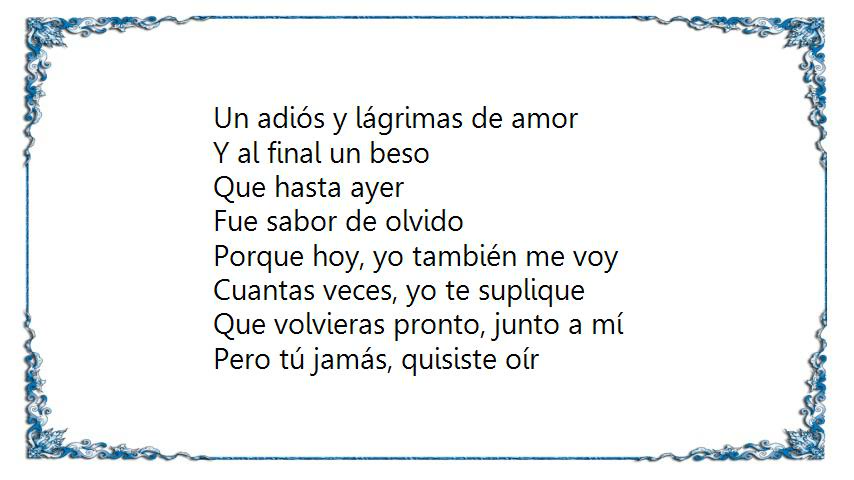 Un adiós y lágrimas de amor
Y al final un beso
Que hasta ayer
Fue sabor de olvido
Porque hoy, yo también me voy
Cuantas veces, yo te suplique
Que volvieras pronto, junto a mí
Pero tú jamás, quisiste oír